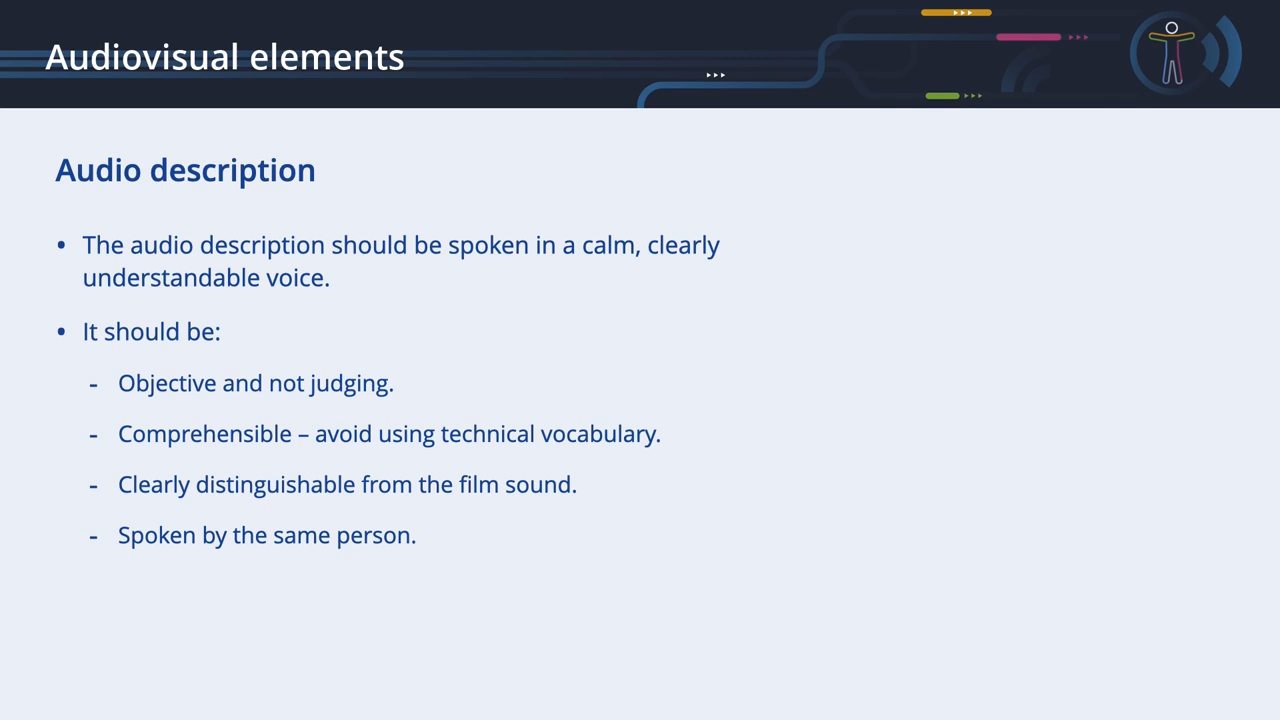 Audiovisual elements
Audio description
• The audio description should be spoken in a calm, clearly
understandable voice.
• It should be:
- Objective and not judging.
- Comprehensible – avoid using technical vocabulary.
- Clearly distinguishable from the film sound.
- Spoken by the same person.